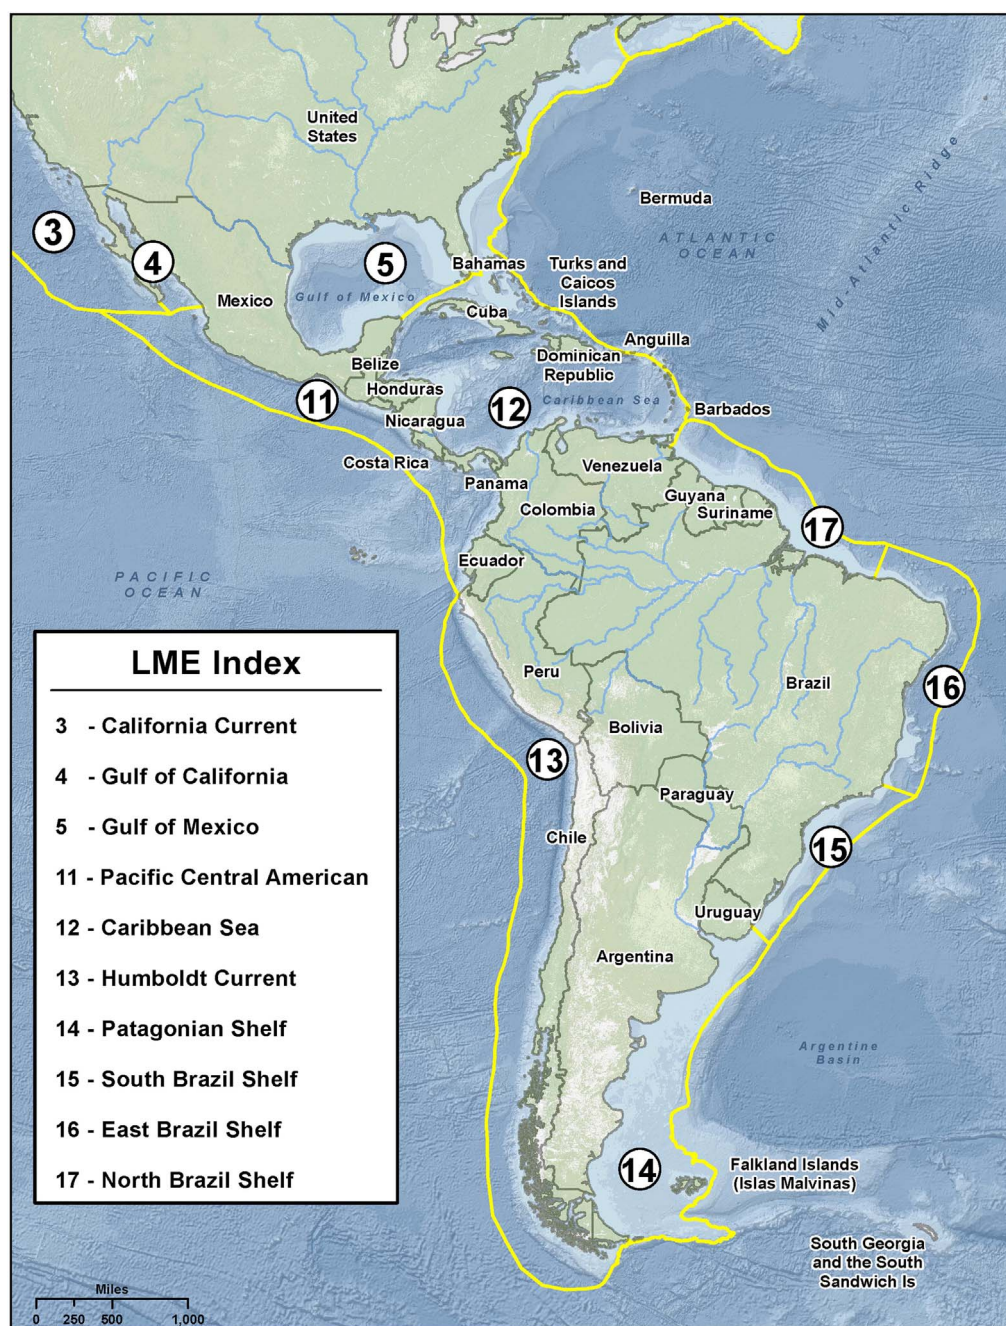 United
States
Bermuda
ATLANTIC
OCEAN
Mid-Atlantic Ridge
3
4
5
Gulf of Mexico
Bahamas
Turks and
Caicos
Islands
Mexico
Cuba
Anguilla
Belize
Dominican
Republic
Honduras
11
12
Caribbean Sea
Barbados
Nicaragua
Costa Rica
Panama
Venezuela
Guyana
Suriname
Colombia
17
Ecuador
PACIFIC
OCEAN
Peru
Brazil
16
Bolivia
13
Paraguay
Chile
15
Uruguay
Argentina
Argentine
Basin
14
Falkland Islands
(Islas Malvinas)
South Georgia
and the South
Sandwich Is
LME Index
3 - California Current
4 - Gulf of California
5 - Gulf of Mexico
11 - Pacific Central American
12 - Caribbean Sea
13 - Humboldt Current
14 - Patagonian Shelf
15 - South Brazil Shelf
16 - East Brazil Shelf
17 - North Brazil Shelf
Miles
0 250 500 1,000